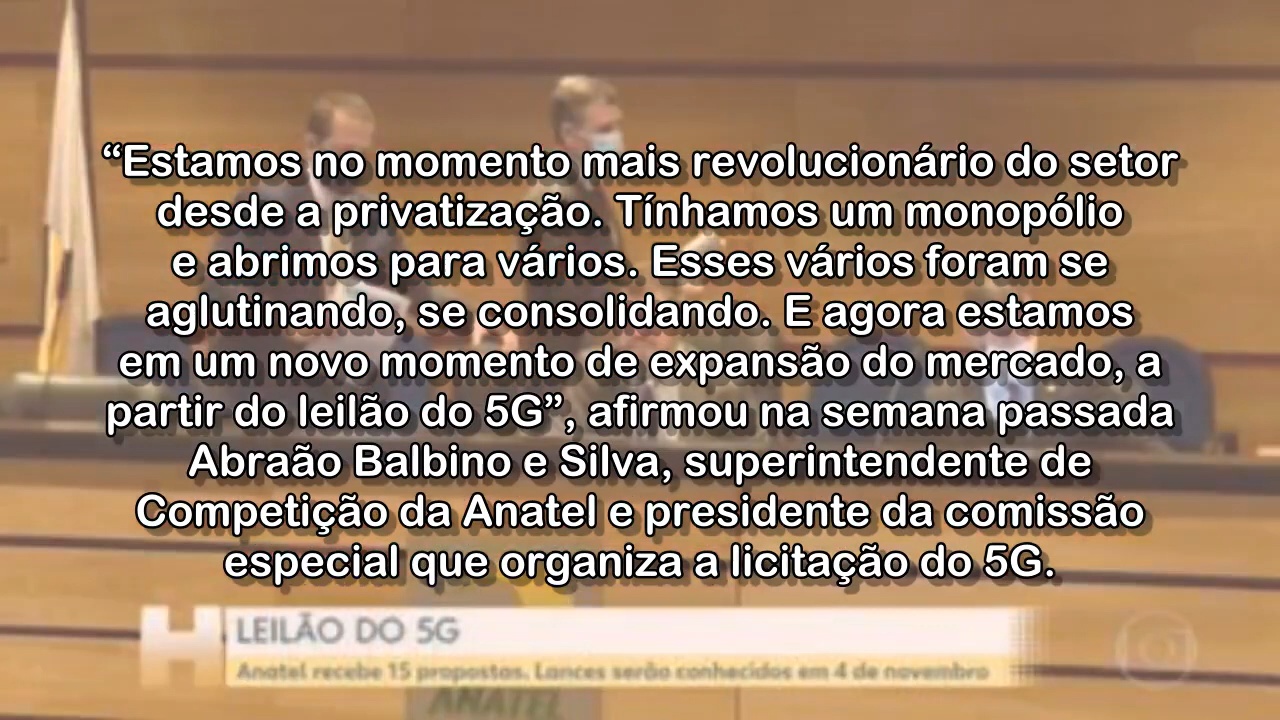 “Estamos no momento mais revolucionário do setor
desde a privatização. Tínhamos um monopólio
e abrimos para vários. Esses vários foram se
aglutinando, se consolidando. E agora estamos
em um novo momento de expansão do mercado, a
partir do leilão do 5G”, afirmou na semana passada
Abraão Balbino e Silva, superintendente de
Competição da Anatel e presidente da comissão
especial que organiza a licitação do 5G.
H LEILÃO DO 5G
Anatel recebe 15 propostas. Lances serão conhecidos em 4 de novembro
ANATEL